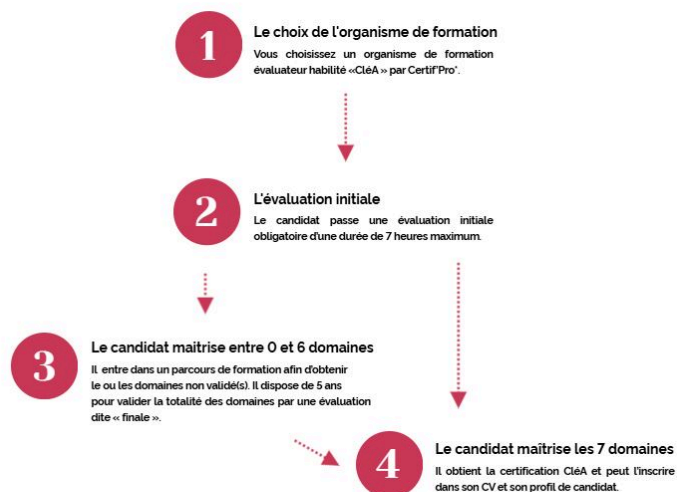 1
Le choix de l'organisme de formation
Vous choisissez un organisme de formation
évaluateur habilité «CléA» par Certif'Pro*.
2
L'évaluation initiale
Le candidat passe une évaluation initiale
obligatoire d'une durée de 7 heures maximum.
3
Le candidat maitrise entre 0 et 6 domaines
Il entre dans un parcours de formation afin d'obtenir
le ou les domaines non validé(s). Il dispose de 5 ans
pour valider la totalité des domaines par une évaluation
dite « finale ».
4
Le candidat maîtrise les 7 domaines
Il obtient la certification CléA et peut l'inscrire
dans son CV et son profil de candidat.